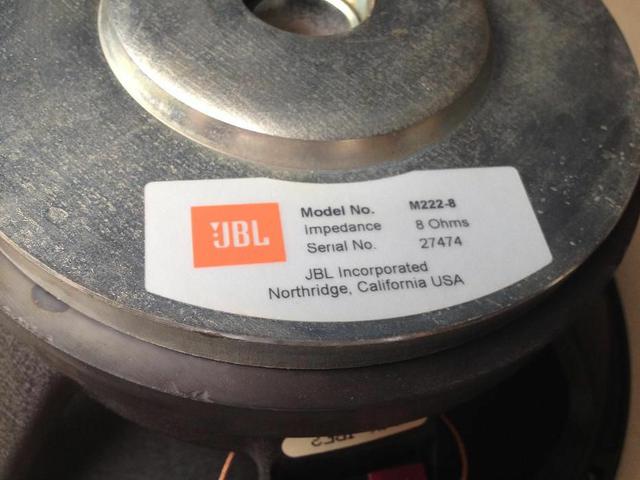 JBL
Model No. M222-8
Impedance 8 Ohms
Serial No. 27474
JBL Incorporated
Northridge, California USA